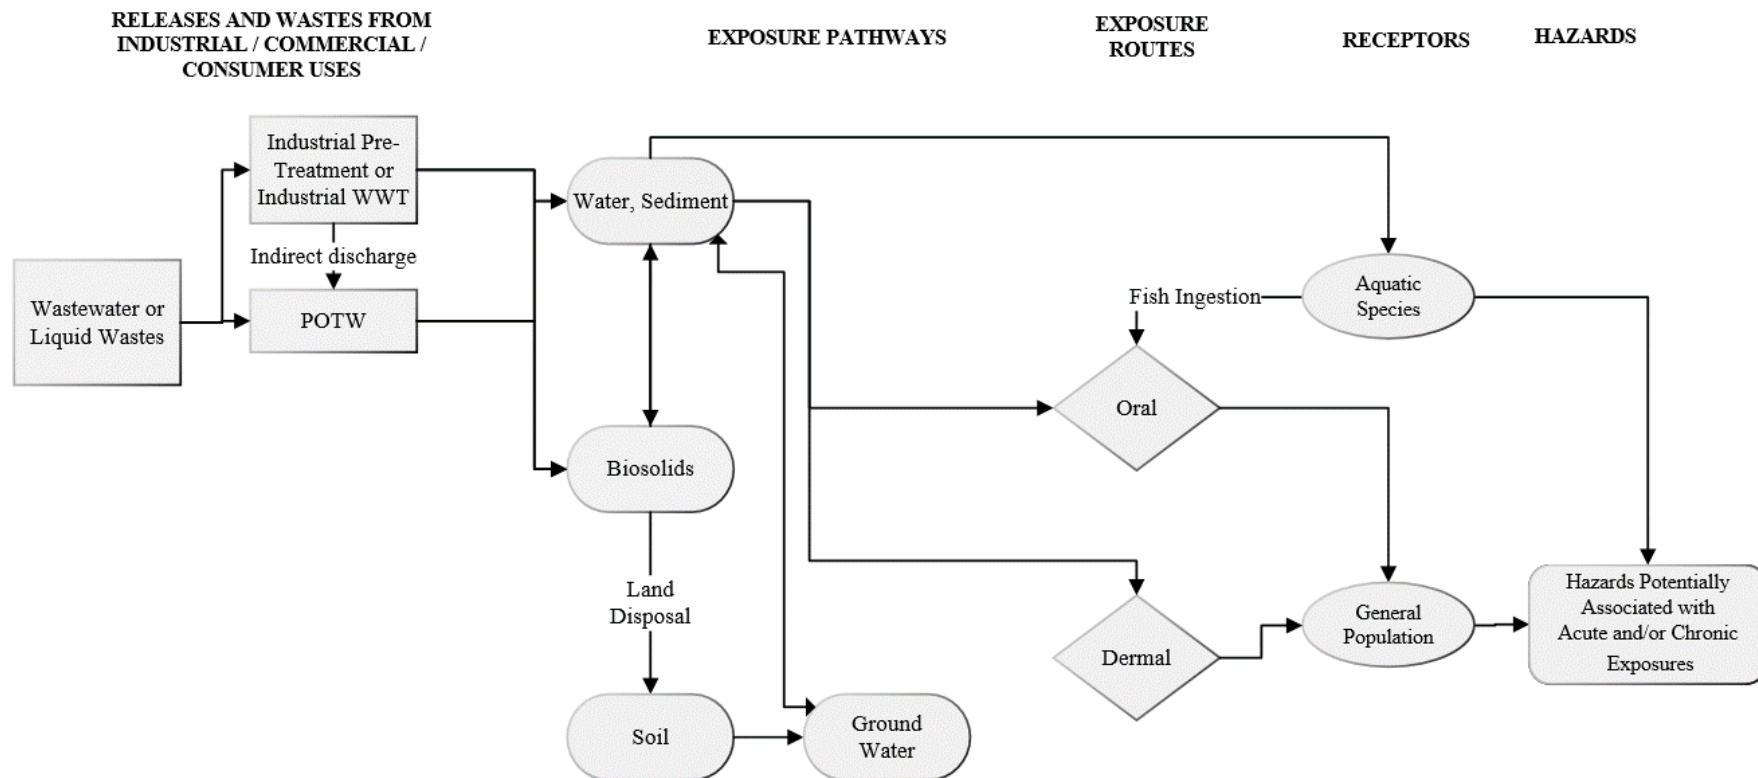 RELEASES AND WASTES FROM
INDUSTRIAL / COMMERCIAL /
CONSUMER USES
EXPOSURE PATHWAYS
EXPOSURE
ROUTES
RECEPTORS
HAZARDS
Industrial Pre-
Treatment or
Industrial WWT
Indirect discharge
POTW
Wastewater or
Liquid Wastes
Water, Sediment
Biosolids
Land
Disposal
Soil
Ground
Water
Fish Ingestion
Oral
Dermal
Aquatic
Species
General
Population
Hazards Potentially
Associated with
Acute and/or Chronic
Exposures